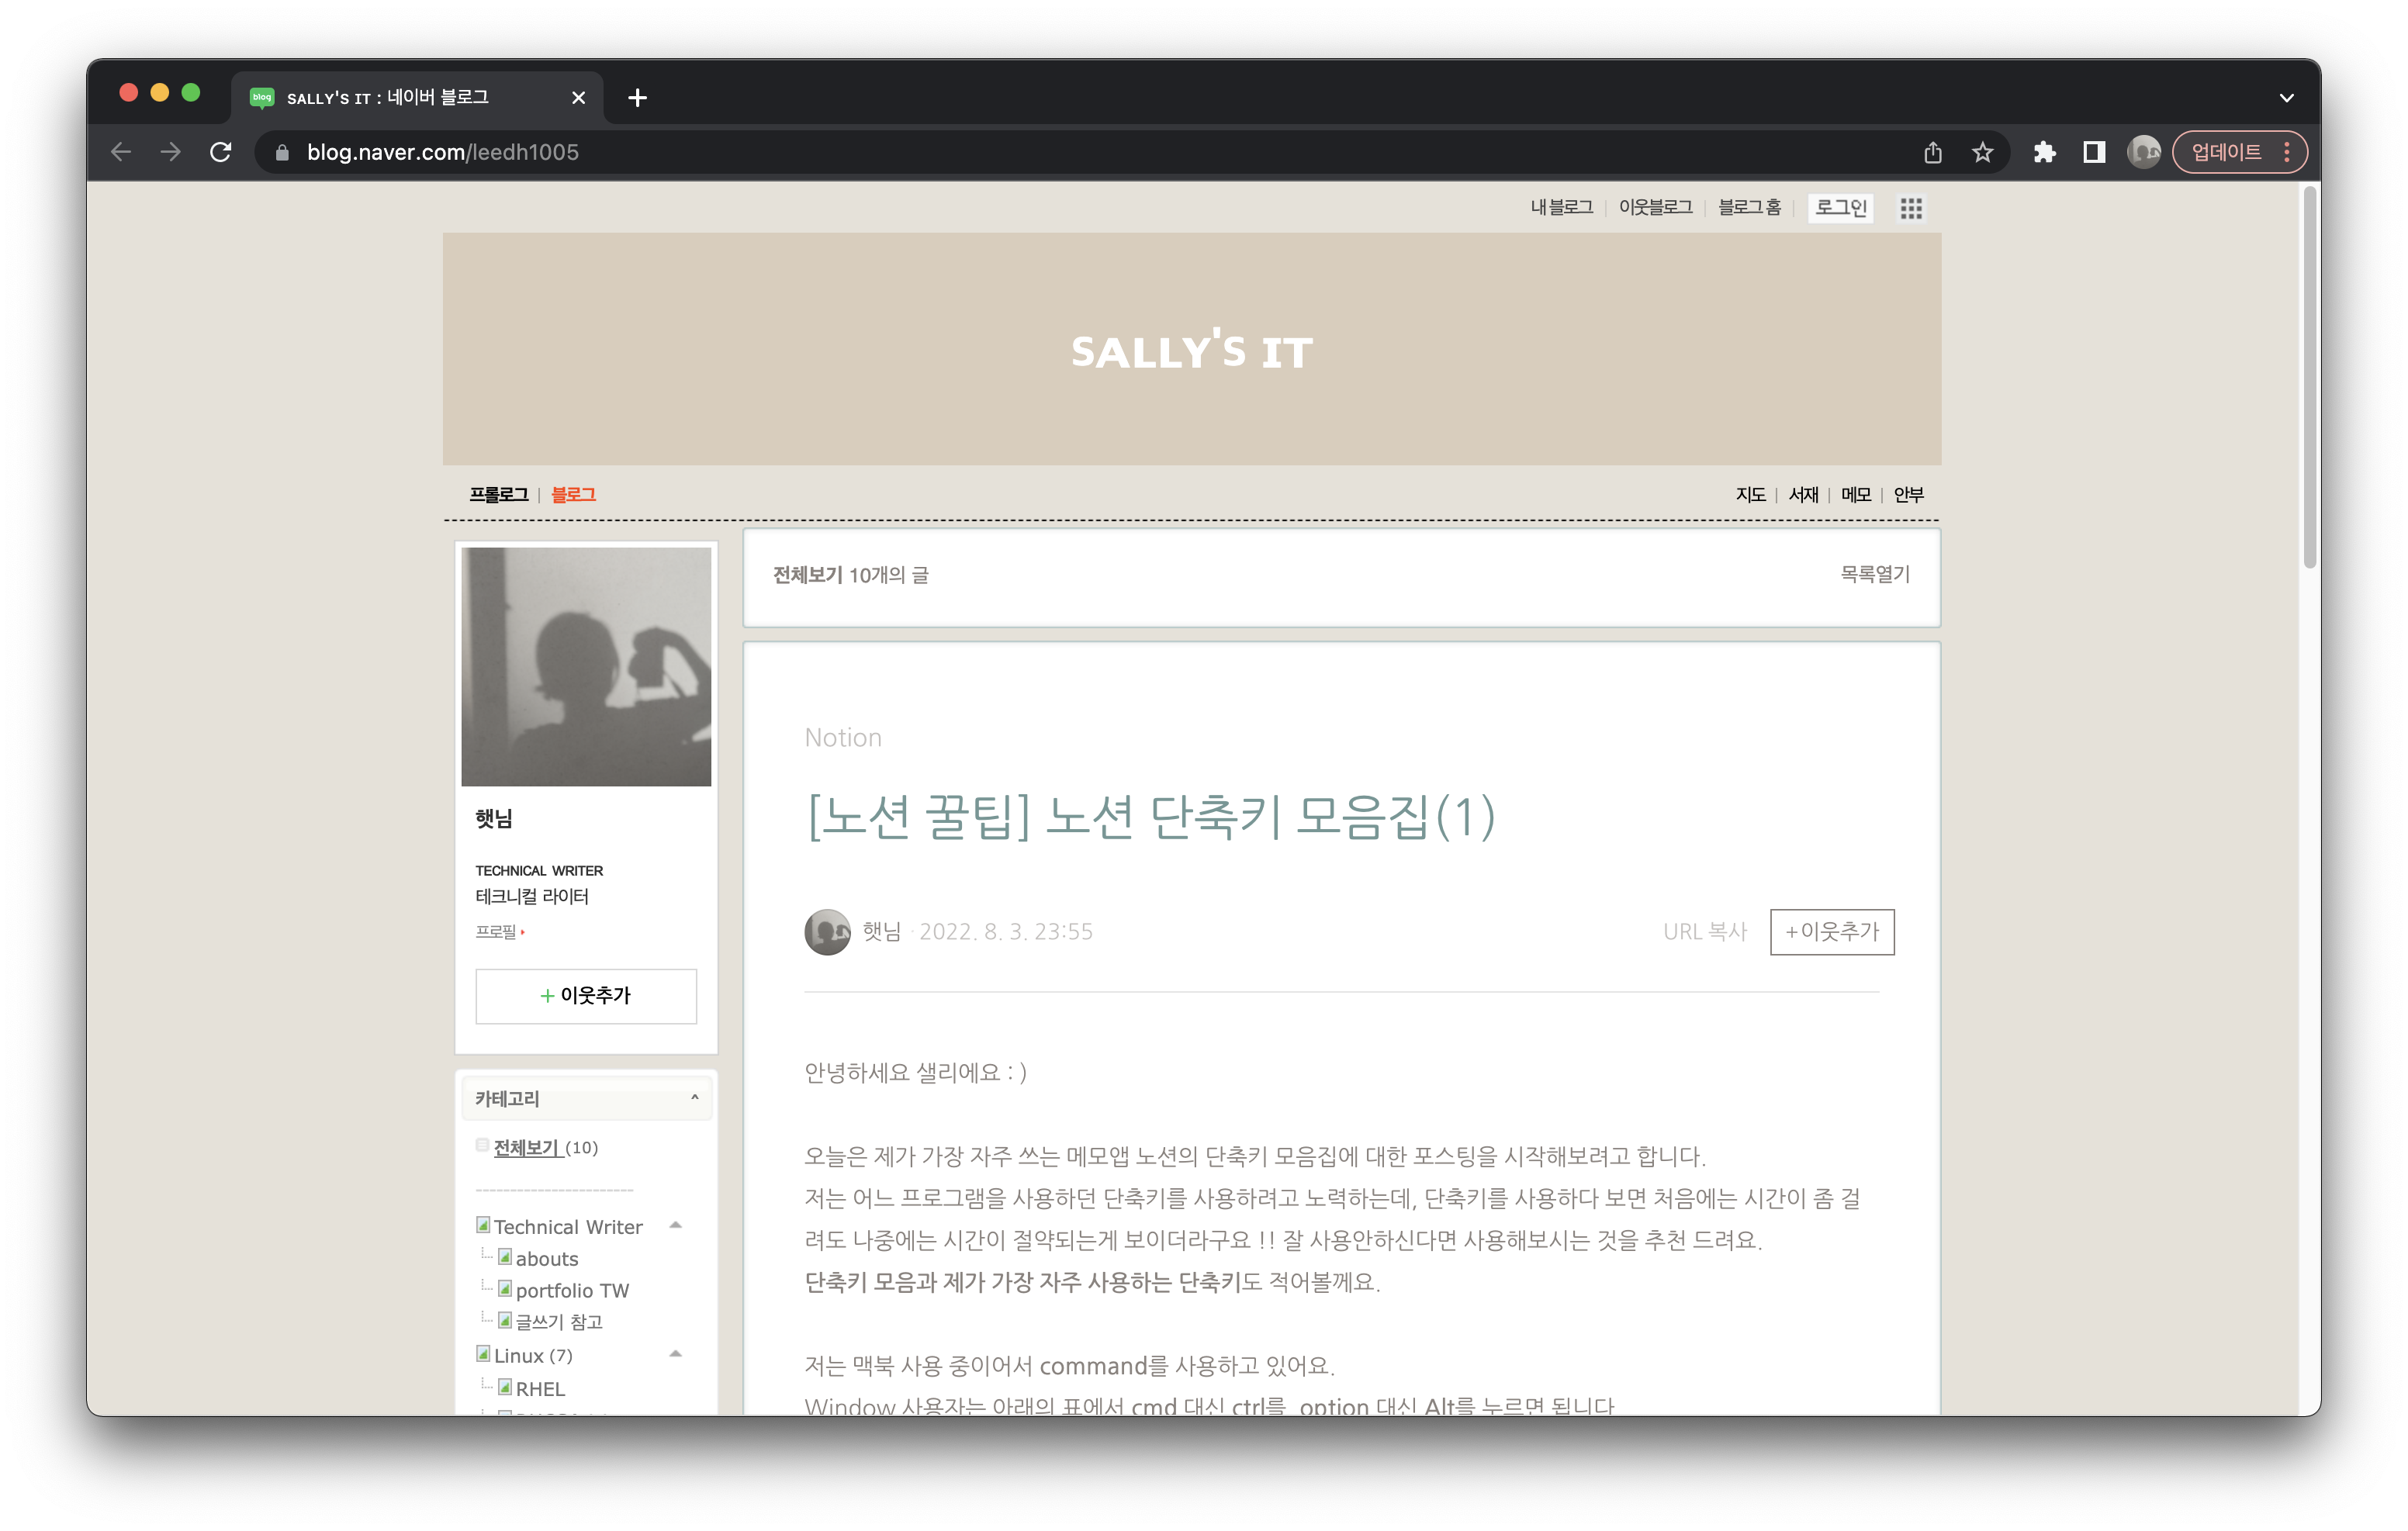 blog
SALLY'S IT : 네이버 블로그
blog.naver.com/leedh1005
업데이트
내 블로그 이웃블로그 블로그 홈 로그인
SALLY'S IT
프롤로그 블로그
지도 서재 메모 안부
전체보기 10개의 글
목록열기
햇님
TECHNICAL WRITER
테크니컬 라이터
프로필
+ 이웃추가
카테고리
전체보기 (10)
Technical Writer
abouts
portfolio TW
글쓰기 참고
Linux (7)
RHEL
Notion
[노션 꿀팁] 노션 단축키 모음집(1)
햇님 · 2022. 8. 3. 23:55
URL 복사 +이웃추가
안녕하세요 샐리에요 : )
오늘은 제가 가장 자주 쓰는 메모앱 노션의 단축키 모음집에 대한 포스팅을 시작해보려고 합니다.
저는 어느 프로그램을 사용하던 단축키를 사용하려고 노력하는데, 단축키를 사용하다 보면 처음에는 시간이 좀 걸
려도 나중에는 시간이 절약되는게 보이더라구요 !! 잘 사용안하신다면 사용해보시는 것을 추천 드려요.
단축키 모음과 제가 가장 자주 사용하는 단축키도 적어볼께요.
저는 맥북 사용 중이어서 command를 사용하고 있어요.
Window 사용자는 아래의 표에서 cmd 대신 ctrl를, option 대신 Alt를 누르면 됩니다